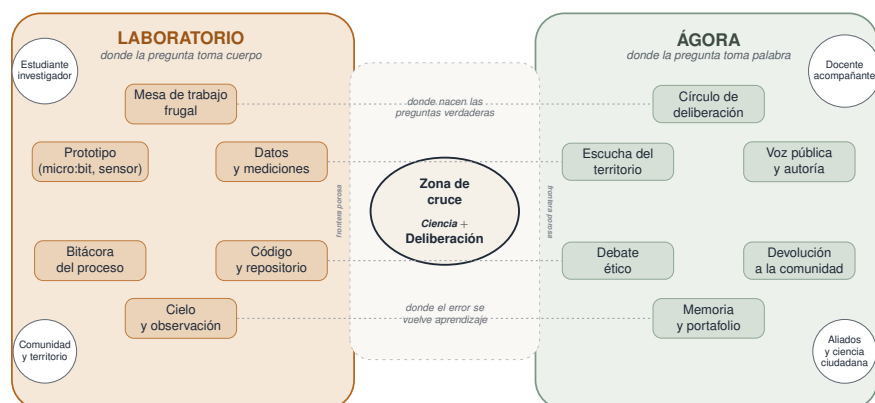 LABORATORIO
donde la pregunta toma cuerpo
Estudiante
investigador
Mesa de trabajo
frugal
Prototipo
(micro:bit, sensor)
Datos
y mediciones
Bitácora
del proceso
Código
y repositorio
Cielo
y observación
Comunidad
y territorio
donde nacen las
preguntas verdaderas
frontera porosa
Zona de
cruce
Ciencia +
Deliberación
frontera porosa
donde el error se
vuelve aprendizaje
ÁGORA
donde la pregunta toma palabra
Docente
acompañante
Círculo de
deliberación
Escucha del
territorio
Voz pública
y autoría
Debate
ético
Devolución
a la comunidad
Memoria
y portafolio
Aliados
y ciencia
ciudadana